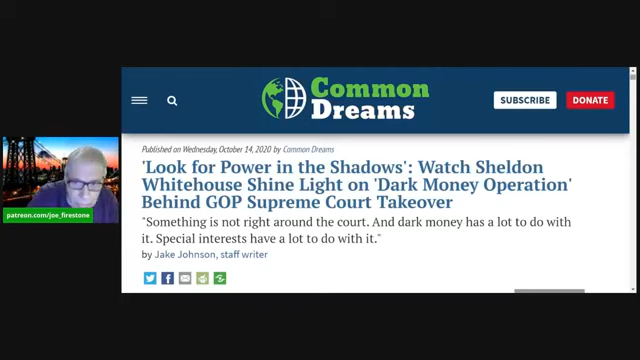 Common
Dreams
SUBSCRIBE
DONATE
Published on Wednesday, October 14, 2020 by Common Dreams
'Look for Power in the Shadows': Watch Sheldon
Whitehouse Shine Light on 'Dark Money Operation'
Behind GOP Supreme Court Takeover
"Something is not right around the court. And dark money has a lot to do with
it. Special interests have a lot to do with it."
by Jake Johnson, staff writer
patreon.com/joe_firestone